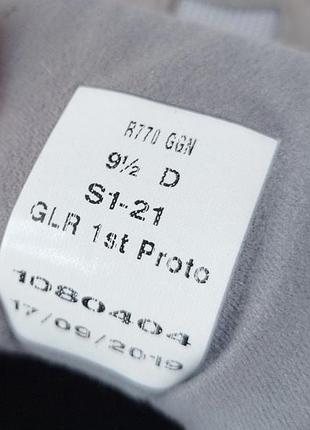 R770 GGN
9½ D
S1-21
GLR 1st Proto
1080404
17/09/2019